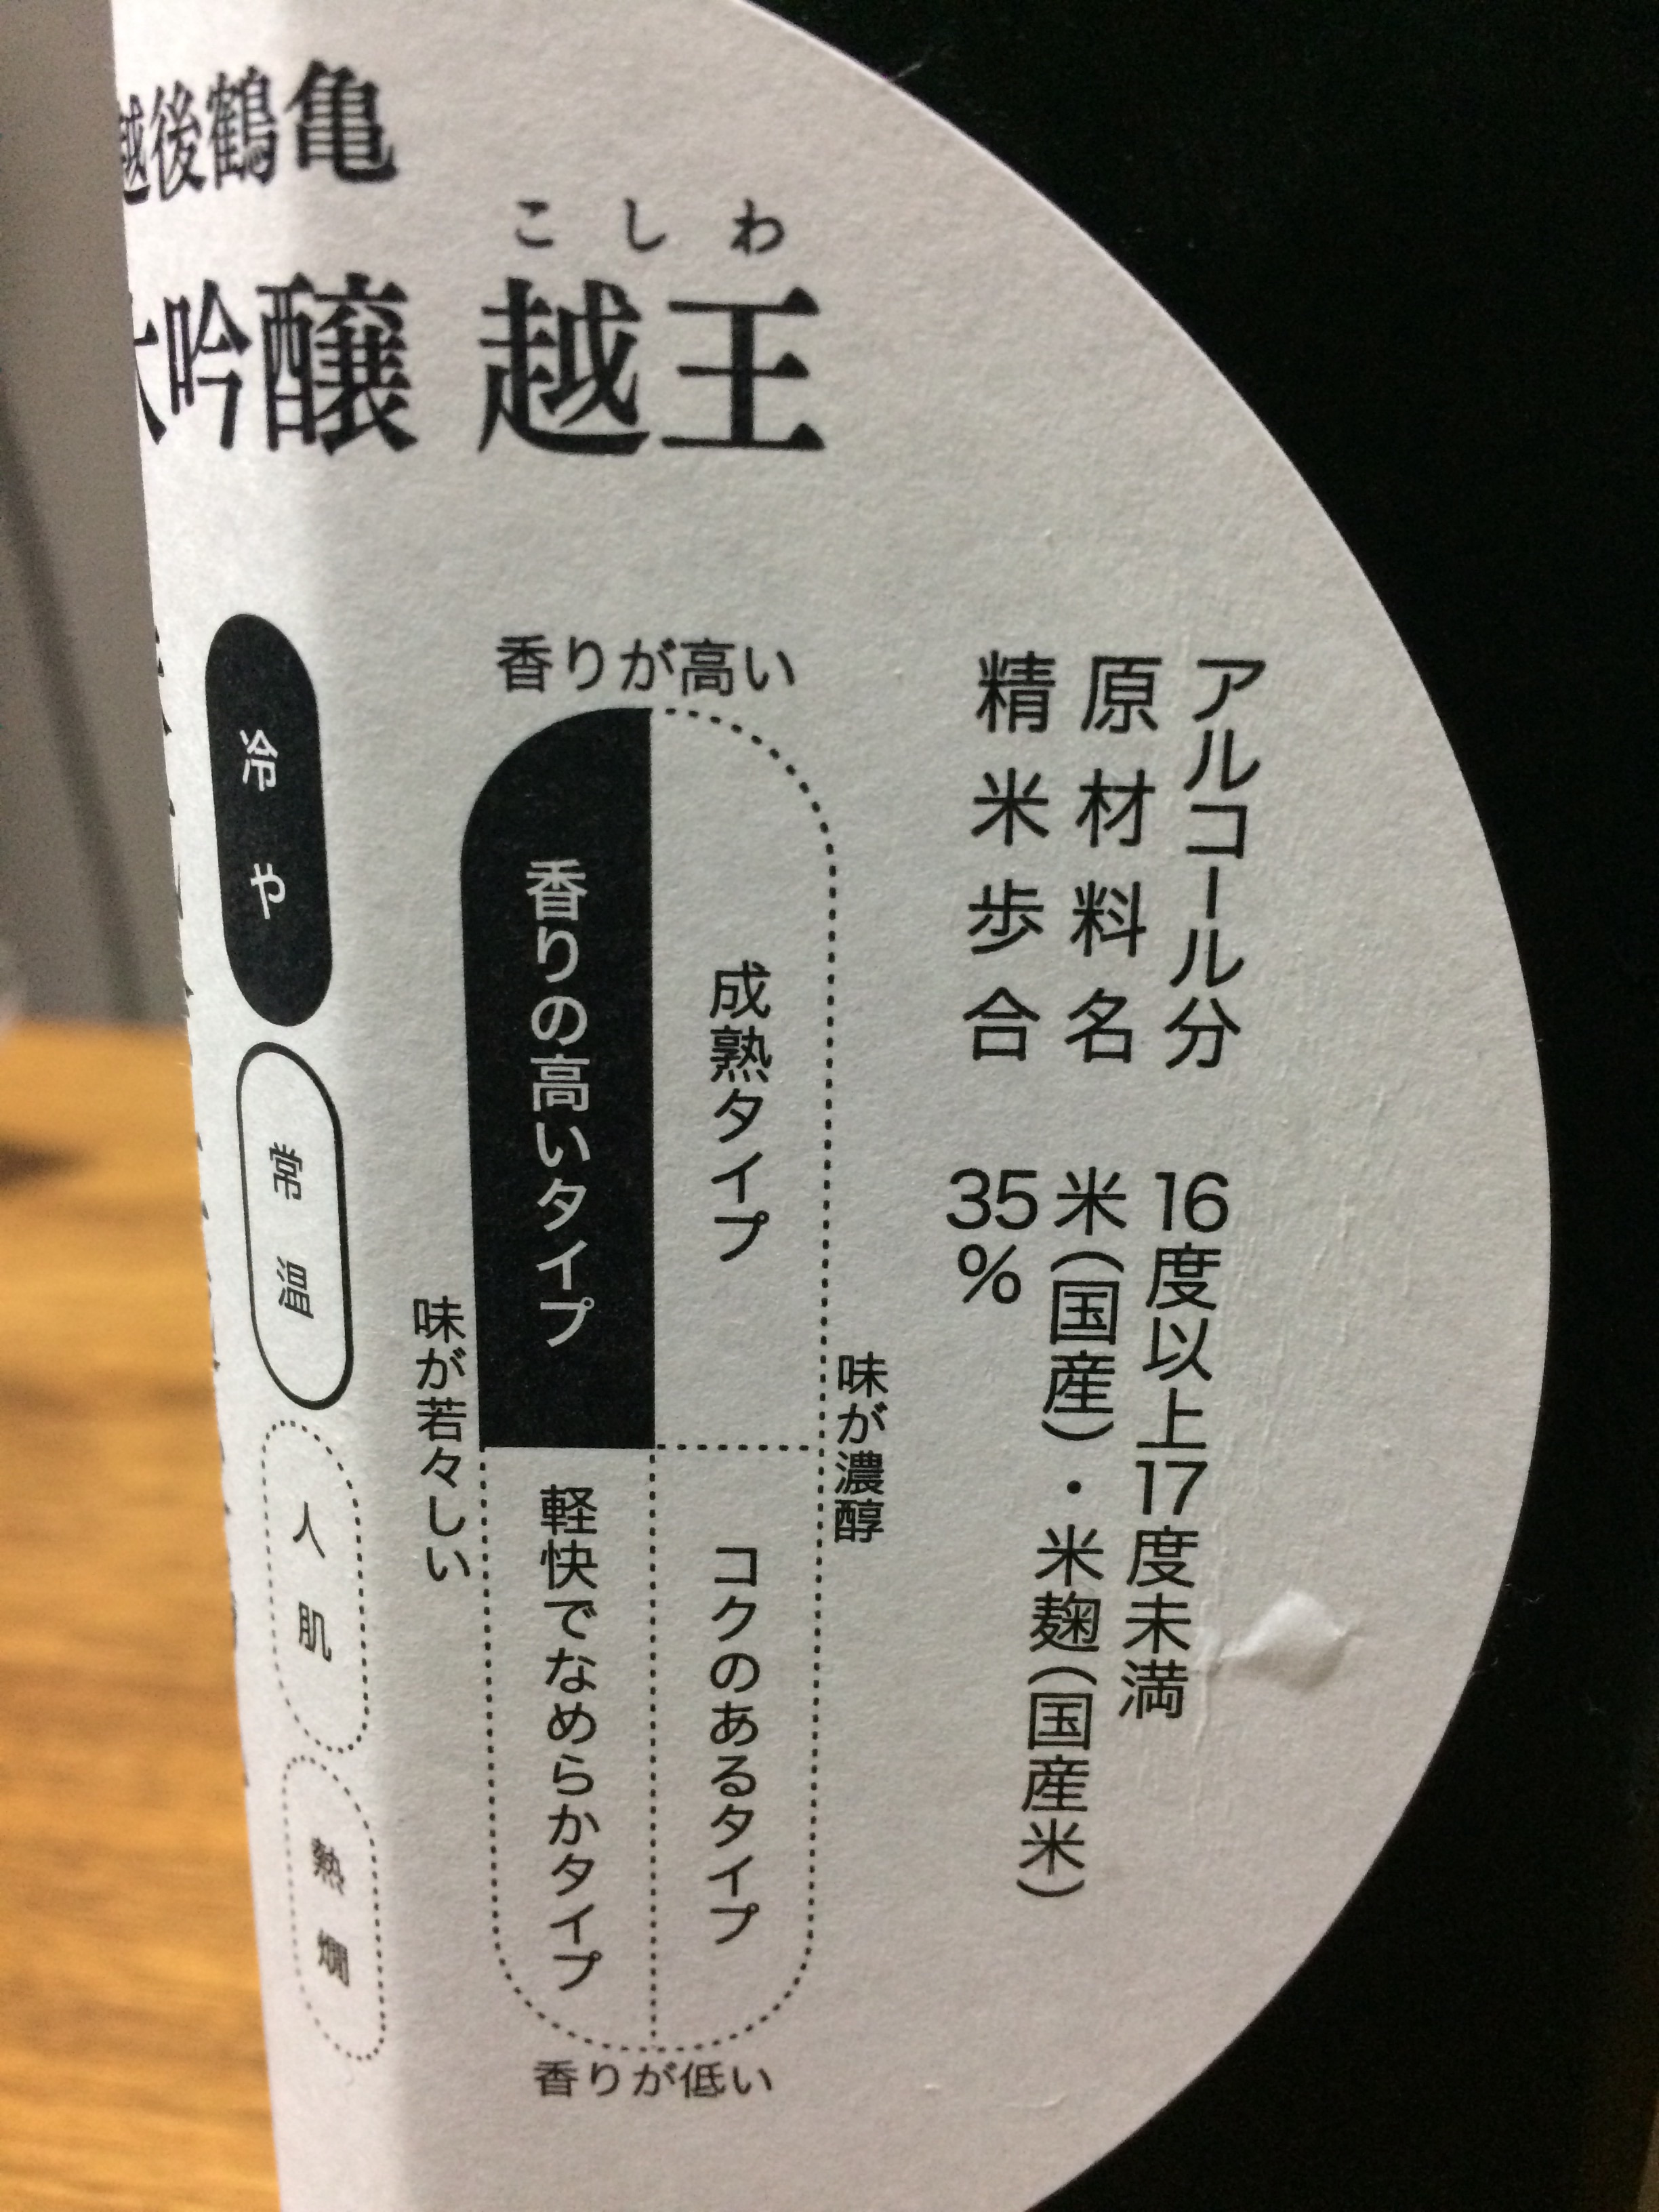 越後鶴亀
こしわ
大吟醸 越王
アルコール分 16度以上17度未満
原材料名 米(国産)・米麹(国産米)
精米歩合 35%
香りが高い
味が濃醇
成熟タイプ
コクのあるタイプ
香りの高いタイプ
軽快でなめらかタイプ
味が若々しい
香りが低い
冷や
常温
人肌
熱燗